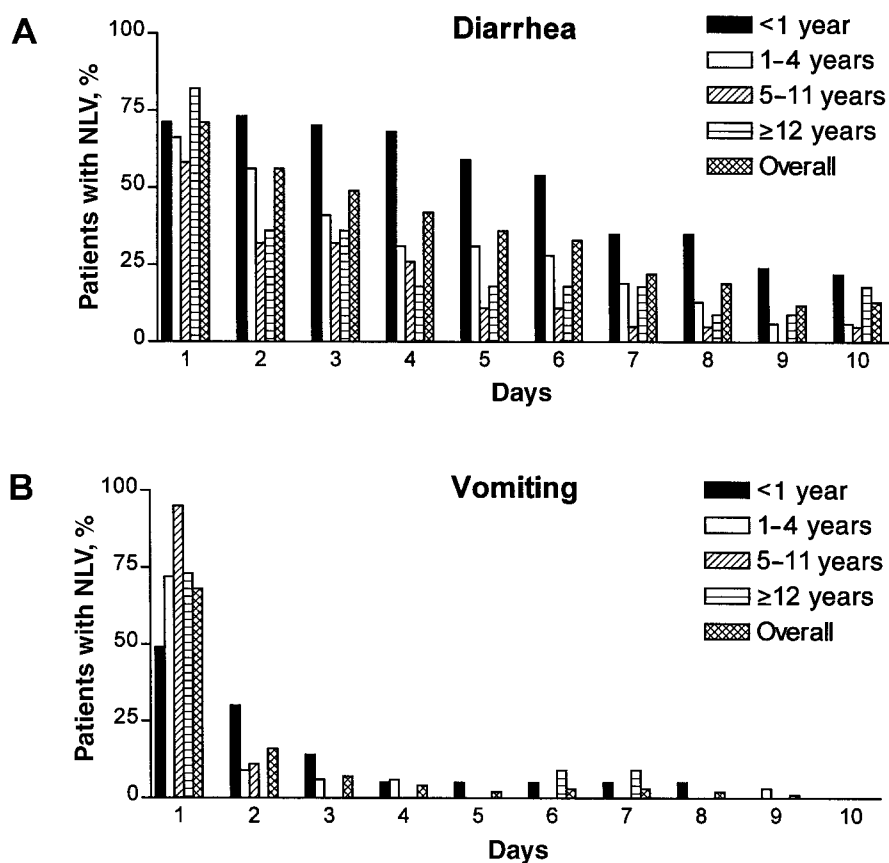 A
Diarrhea
Patients with NLV, %
100
75
50
25
0
<1 year
1–4 years
5–11 years
≥12 years
Overall
1 2 3 4 5 6 7 8 9 10
Days
B
Vomiting
Patients with NLV, %
100
75
50
25
0
<1 year
1–4 years
5–11 years
≥12 years
Overall
1 2 3 4 5 6 7 8 9 10
Days